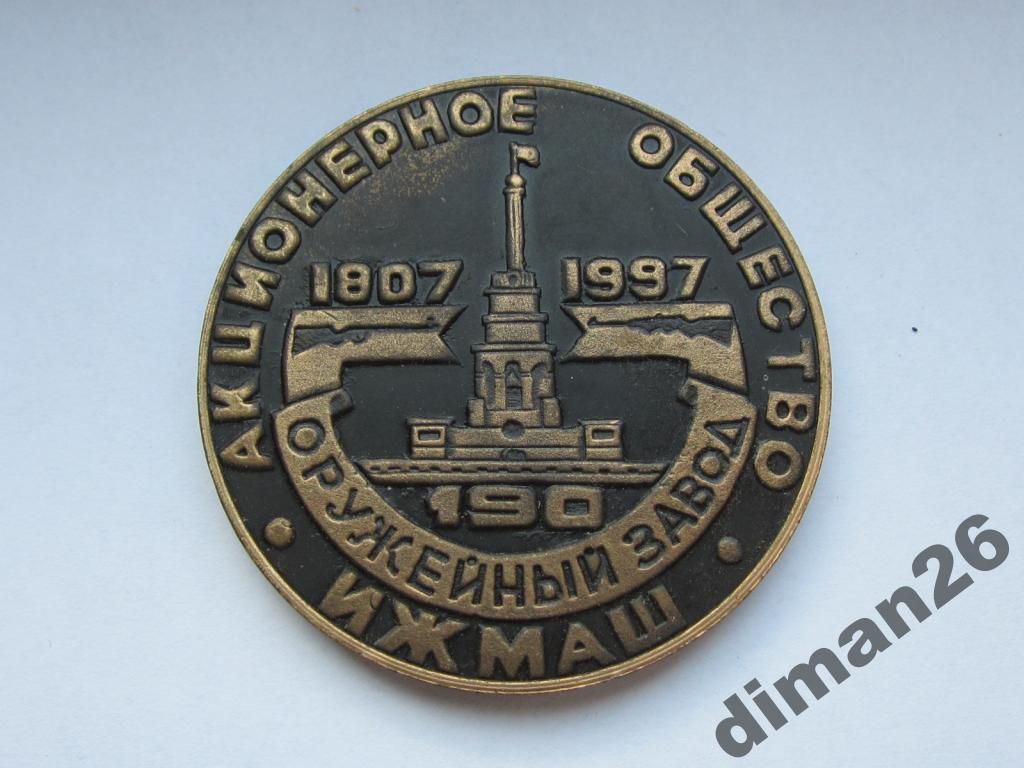 АКЦИОНЕРНОЕ ОБЩЕСТВО
1807 1997
190
ОРУЖЕЙНЫЙ ЗАВОД
• ИЖМАШ •
diman26